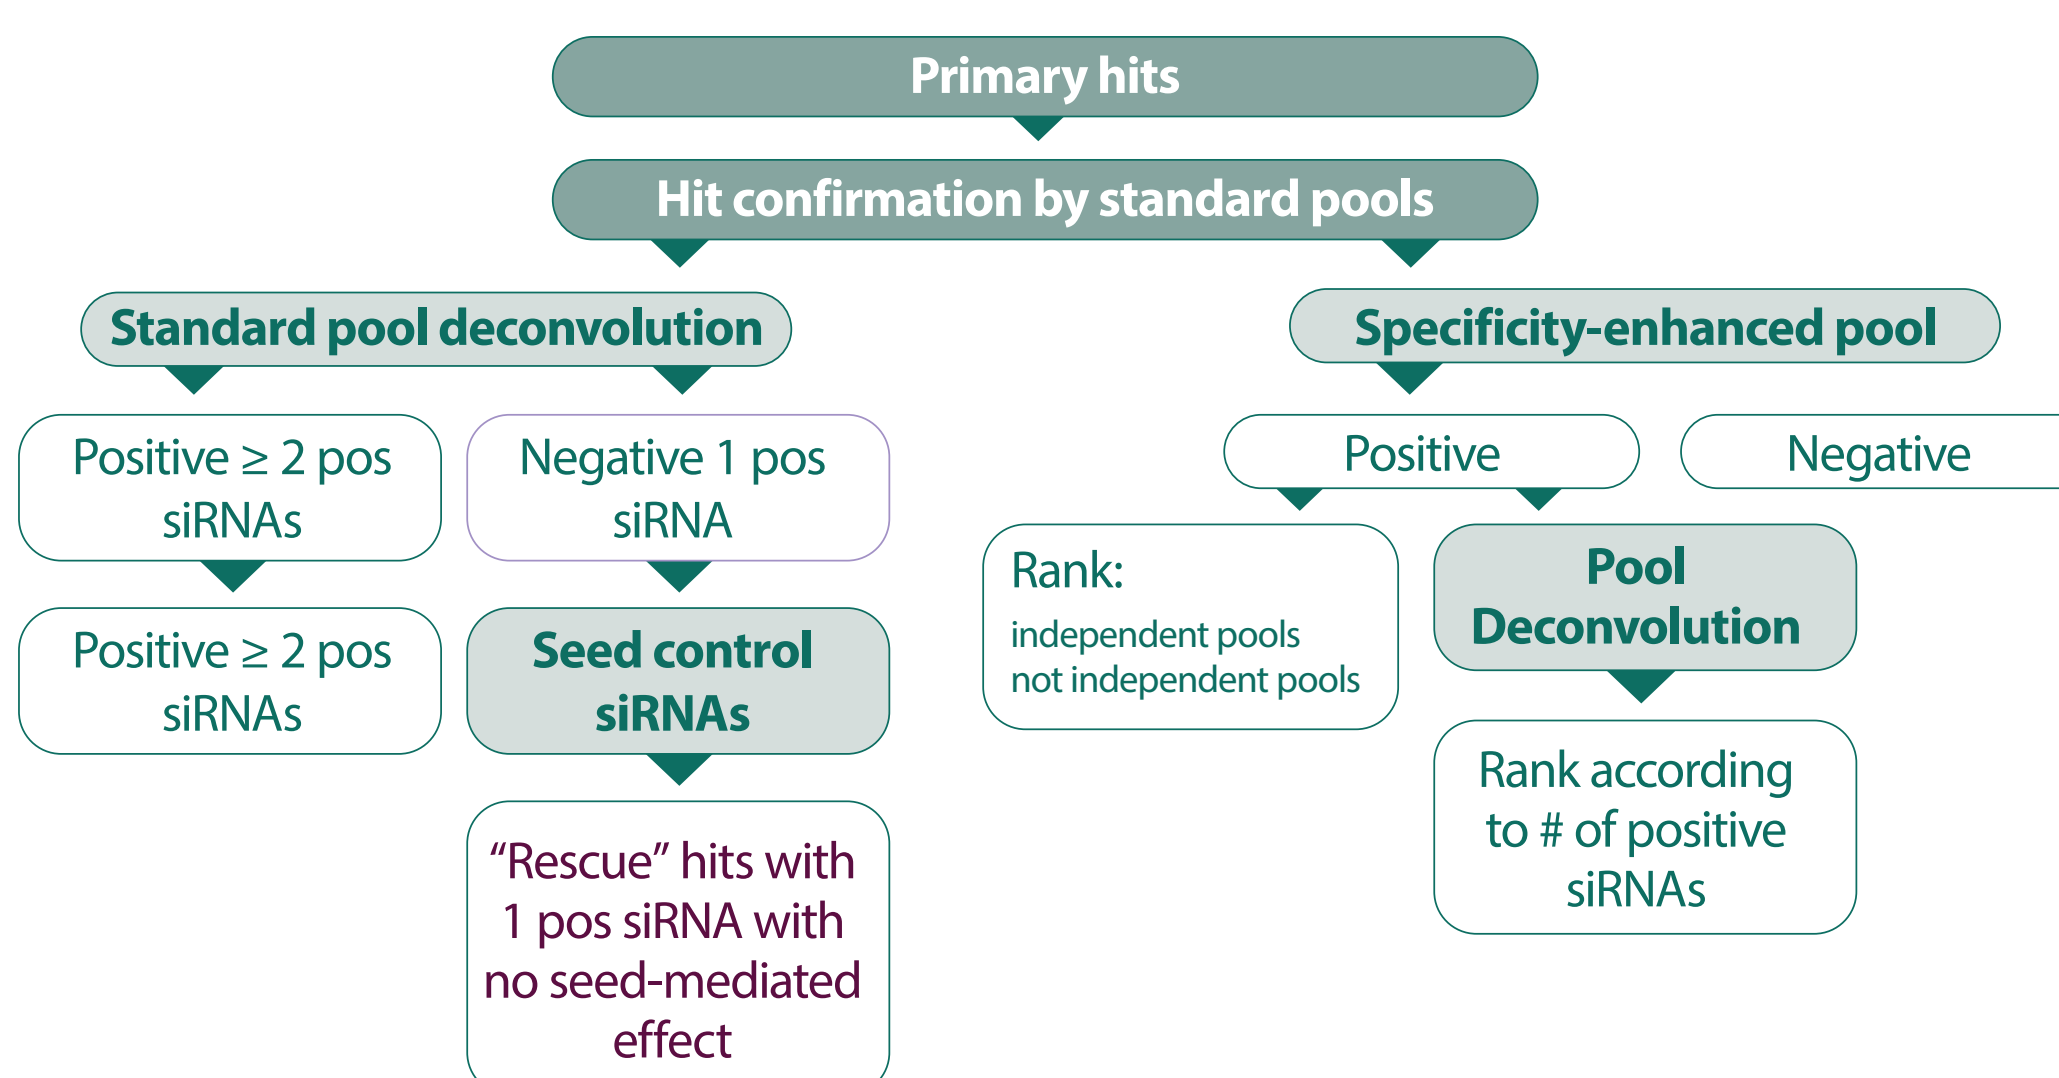 Primary hits
Hit confirmation by standard pools
Standard pool deconvolution
Specificity-enhanced pool
Positive ≥ 2 pos
siRNAs
Negative 1 pos
siRNA
Positive
Negative
Positive ≥ 2 pos
siRNAs
Seed control
siRNAs
Rank:
independent pools
not independent pools
Pool
Deconvolution
"Rescue" hits with
1 pos siRNA with
no seed-mediated
effect
Rank according
to # of positive
siRNAs